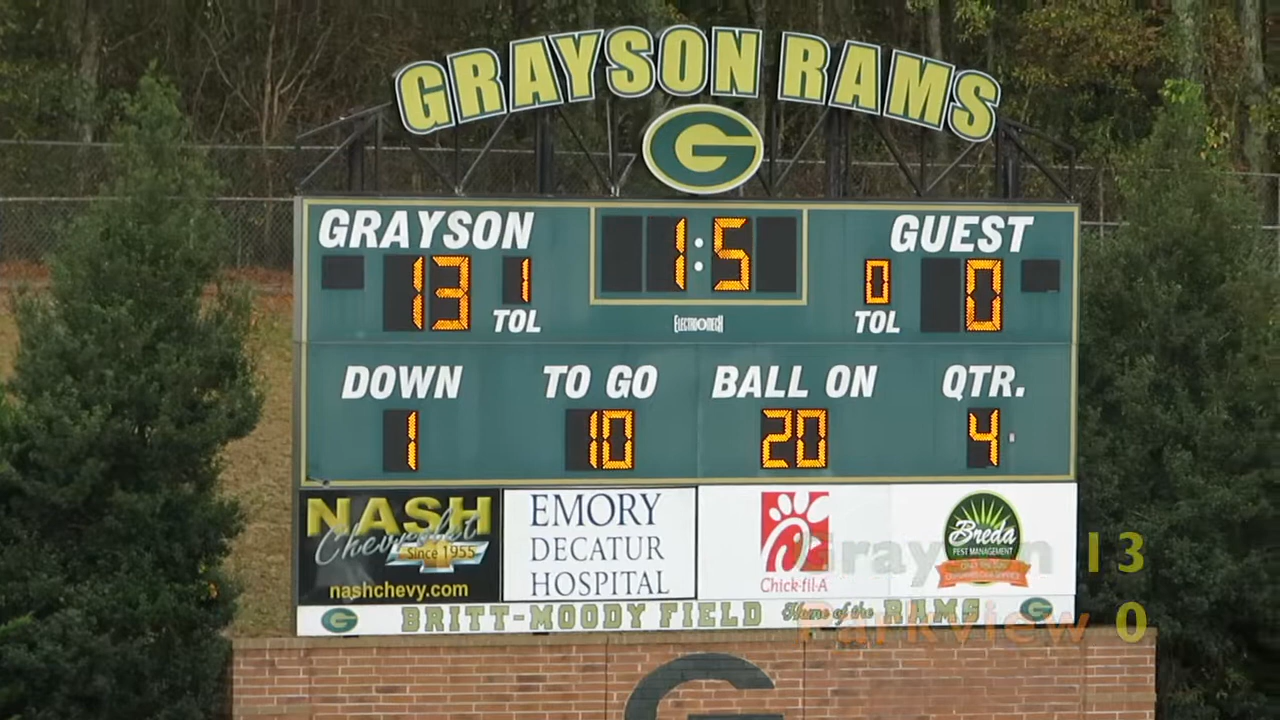 GRAYSON RAMS
G
GRAYSON 1:5 GUEST
13 1 0 0
TOL TOL
ELECTRO-MECH
DOWN TO GO BALL ON QTR.
1 10 20 4
NASH
Chevrolet
Since 1955
nashchevy.com
EMORY
DECATUR
HOSPITAL
Chick-fil-A
Breda
PEST MANAGEMENT
G BRITT-MOODY FIELD Home of the RAMS G
Grayson 13
Parkview 0
G